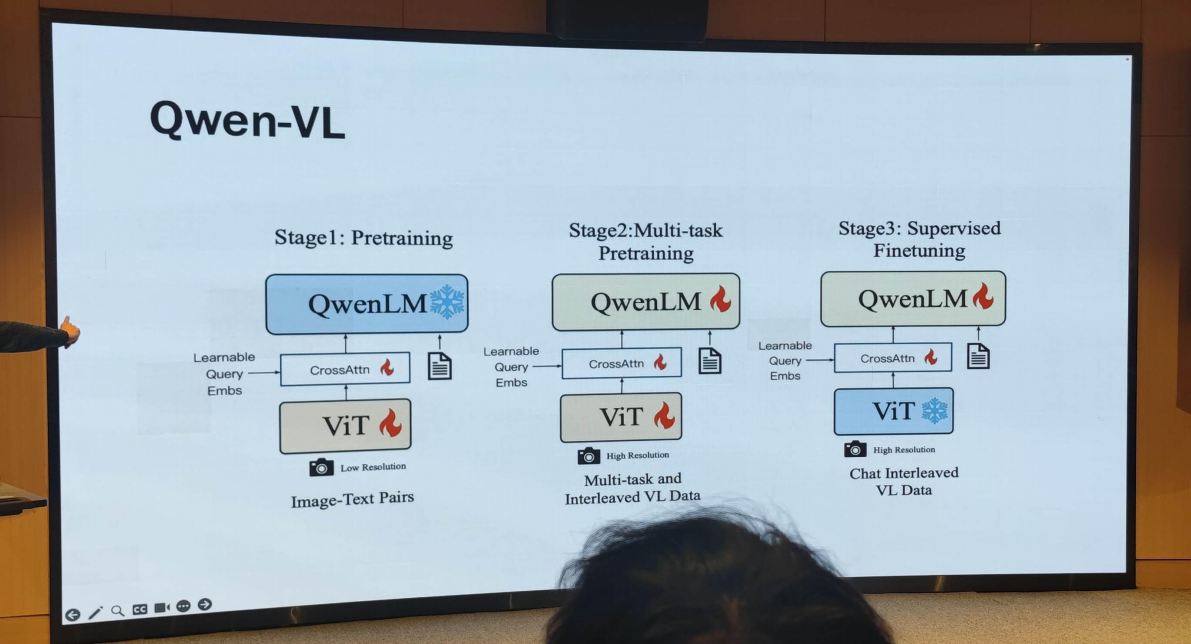 Qwen-VL
Stage1: Pretraining
QwenLM
Learnable
Query
Embs
CrossAttn
ViT
Low Resolution
Image-Text Pairs
Stage2:Multi-task
Pretraining
QwenLM
Learnable
Query
Embs
CrossAttn
ViT
High Resolution
Multi-task and
Interleaved VL Data
Stage3: Supervised
Finetuning
QwenLM
Learnable
Query
Embs
CrossAttn
ViT
High Resolution
Chat Interleaved
VL Data
CC